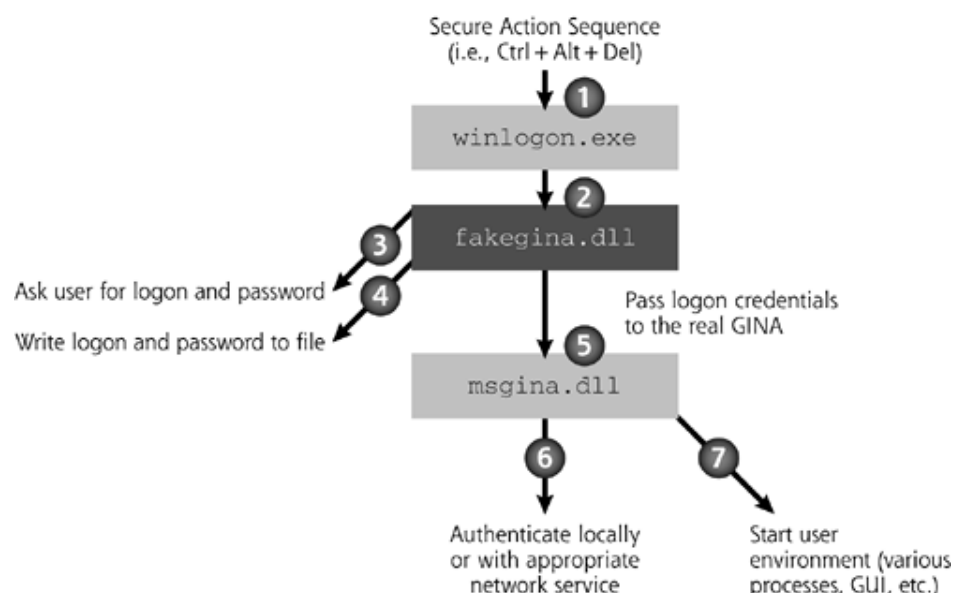 Secure Action Sequence
(i.e., Ctrl + Alt + Del)
1
winlogon.exe
2
fakegina.dll
3
Ask user for logon and password
4
Write logon and password to file
Pass logon credentials
to the real GINA
5
msgina.dll
6
7
Authenticate locally
or with appropriate
network service
Start user
environment (various
processes, GUI, etc.)